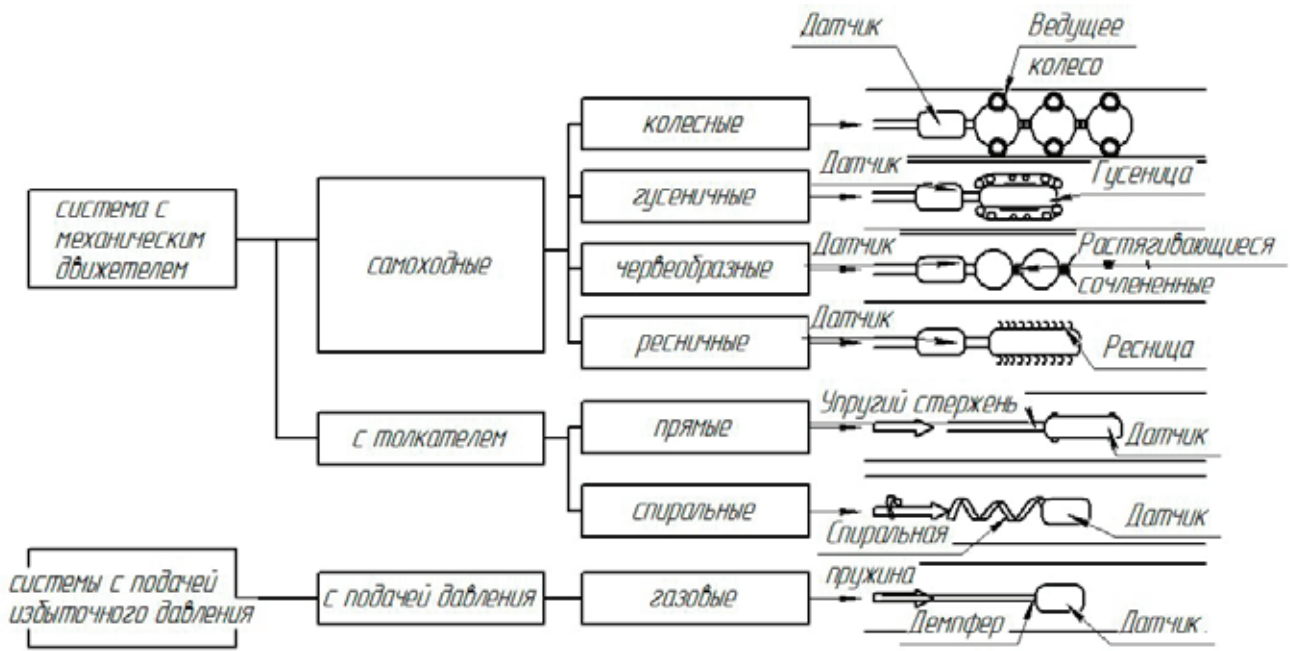 Датчик
Ведущее
колесо
колесные
Датчик
Гусеница
гусеничные
система с
механическим
движетелем
самоходные
Датчик
Растягивающиеся
червеобразные
сочлененные
Датчик
ресничные
Ресница
Упругий стержень
с толкателем
прямые
Датчик
спиральные
Датчик
Спиральная
пружина
системы с подачей
избыточного давления
с подачей давления
газовые
Демпфер
Датчик